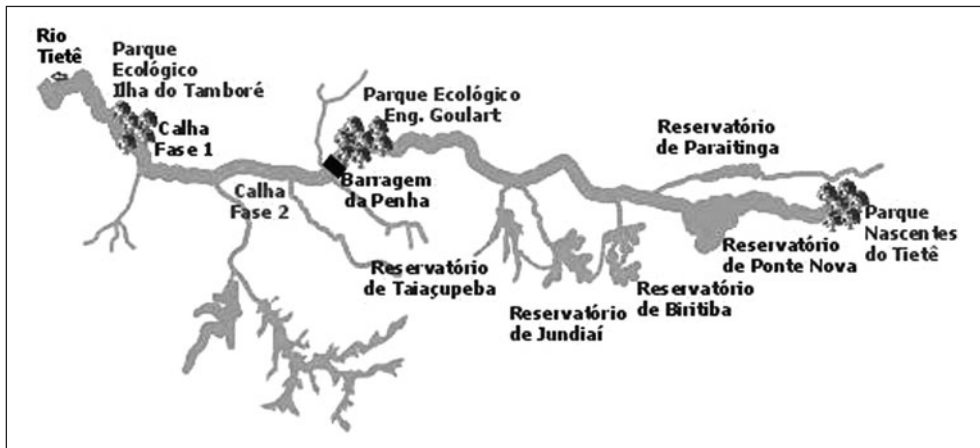 Rio
Tietê
Parque
Ecológico
Ilha do Tamboré
Calha
Fase 1
Parque Ecológico
Eng. Goulart
Barragem
da Penha
Calha
Fase 2
Reservatório
de Paraitinga
Parque
Nascentes
do Tietê
Reservatório
de Ponte Nova
Reservatório
de Taiaçupeba
Reservatório
de Biritiba
Reservatório
de Jundiaí